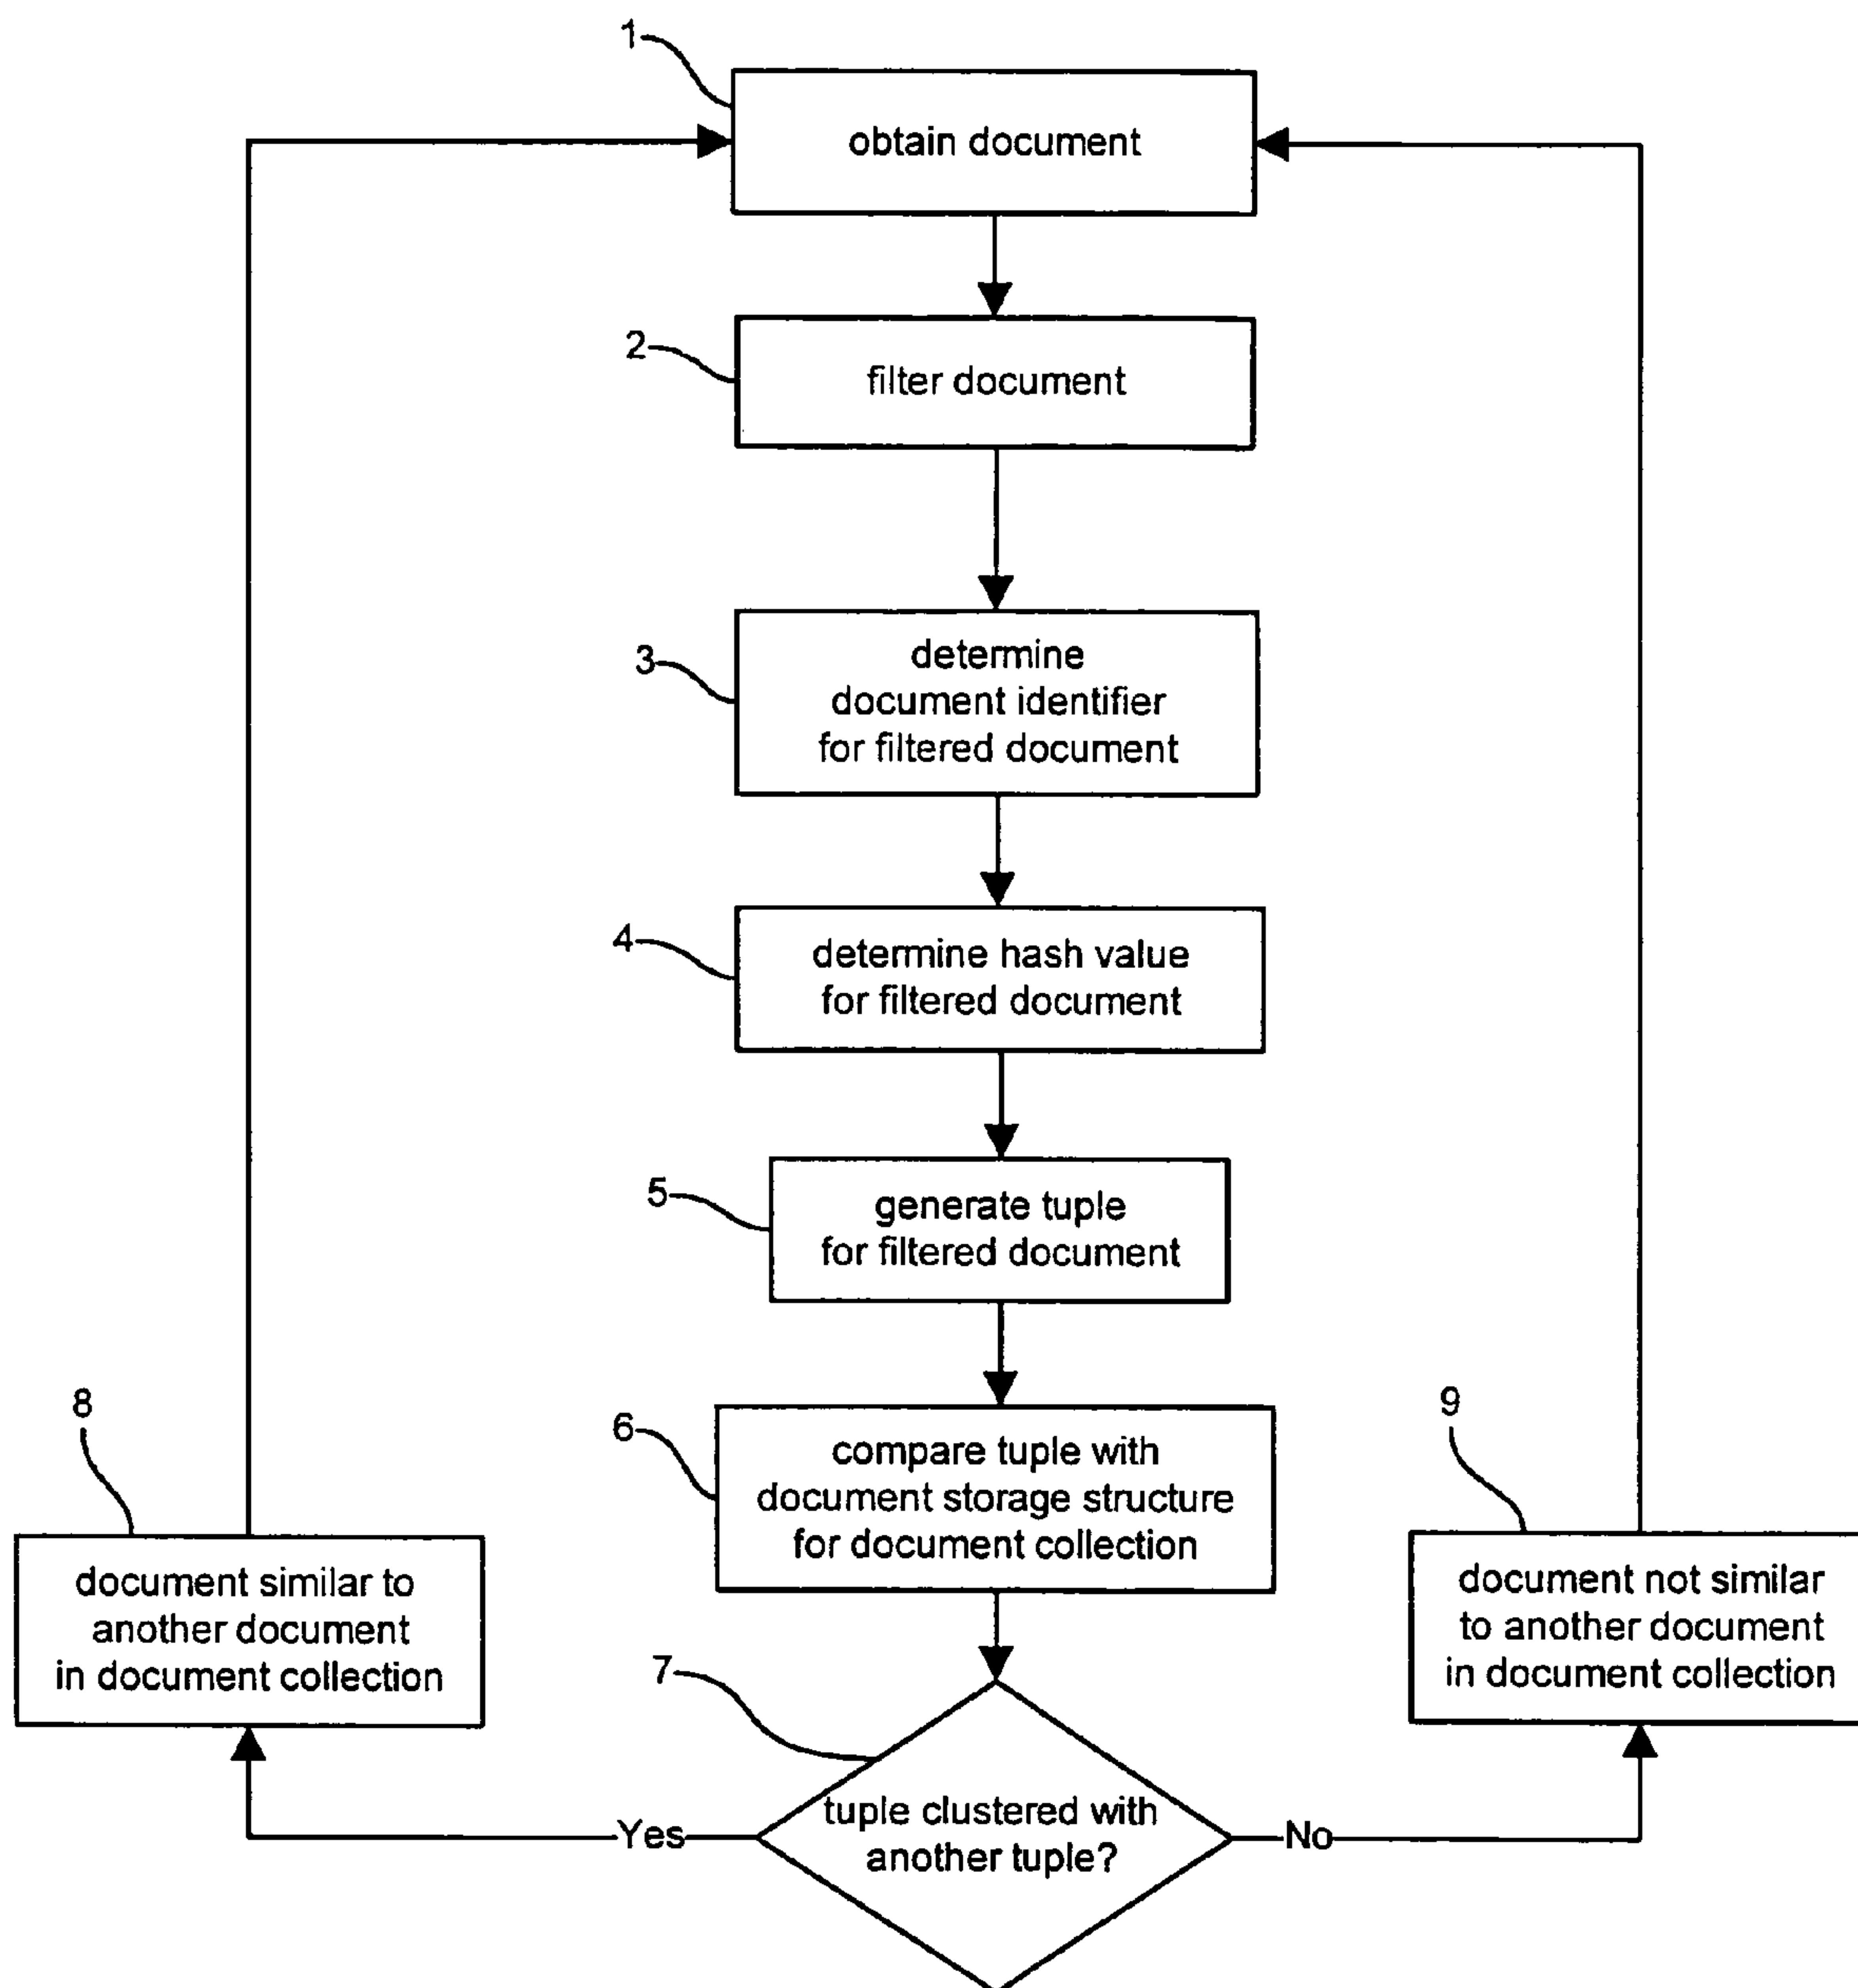 1
obtain document
2
filter document
3
determine
document identifier
for filtered document
4
determine hash value
for filtered document
5
generate tuple
for filtered document
6
compare tuple with
document storage structure
for document collection
8
document similar to
another document
in document collection
9
document not similar
to another document
in document collection
7
tuple clustered with
another tuple?
Yes
No